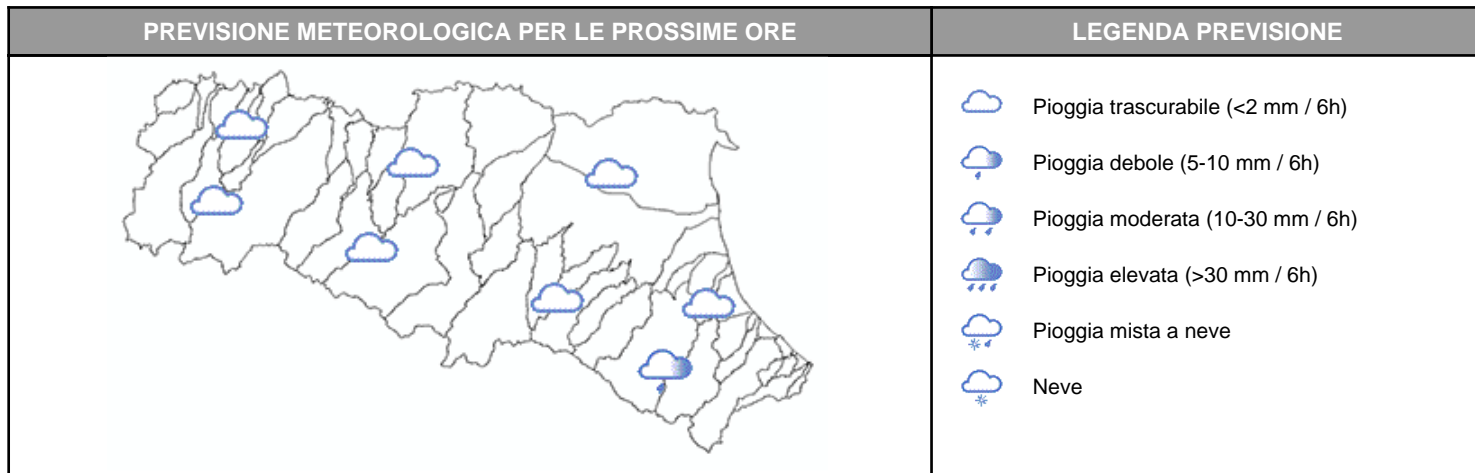 PREVISIONE METEOROLOGICA PER LE PROSSIME ORE
LEGENDA PREVISIONE
Pioggia trascurabile (<2 mm / 6h)
Pioggia debole (5-10 mm / 6h)
Pioggia moderata (10-30 mm / 6h)
Pioggia elevata (>30 mm / 6h)
Pioggia mista a neve
Neve